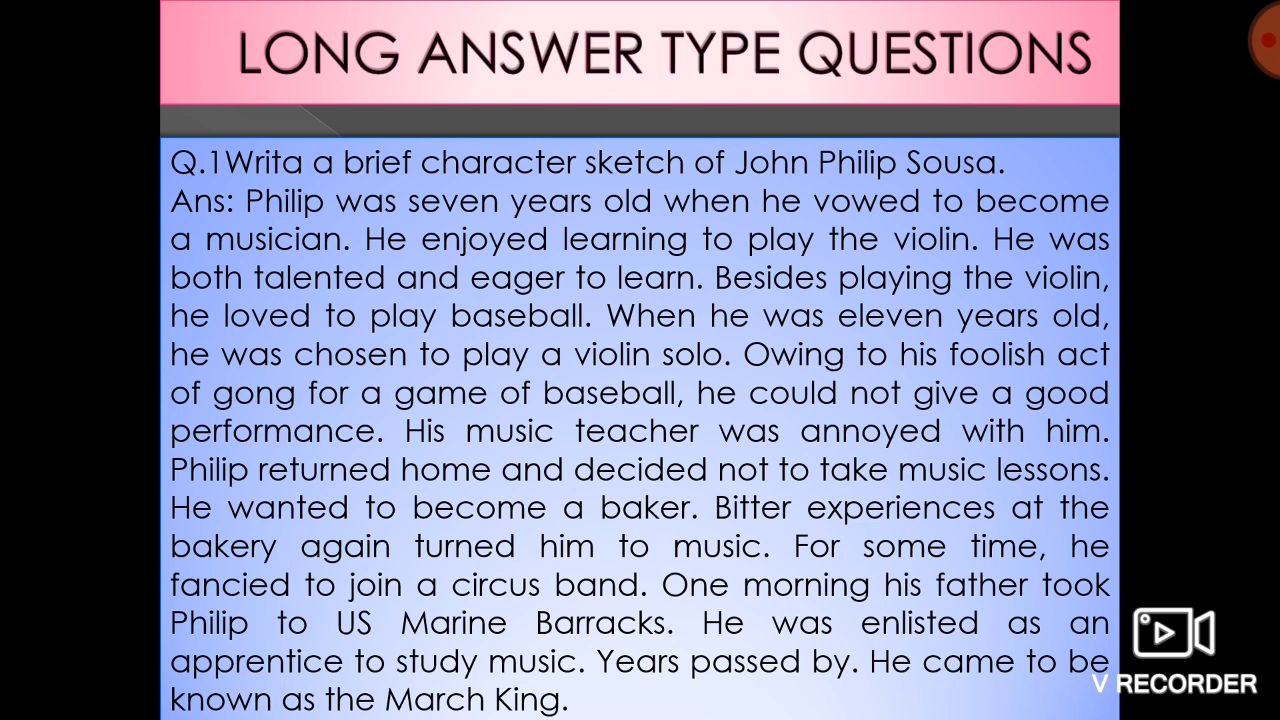 LONG ANSWER TYPE QUESTIONS
Q.1Writa a brief character sketch of John Philip Sousa.
Ans: Philip was seven years old when he vowed to become
a musician. He enjoyed learning to play the violin. He was
both talented and eager to learn. Besides playing the violin,
he loved to play baseball. When he was eleven years old,
he was chosen to play a violin solo. Owing to his foolish act
of gong for a game of baseball, he could not give a good
performance. His music teacher was annoyed with him.
Philip returned home and decided not to take music lessons.
He wanted to become a baker. Bitter experiences at the
bakery again turned him to music. For some time, he
fancied to join a circus band. One morning his father took
Philip to US Marine Barracks. He was enlisted as an
apprentice to study music. Years passed by. He came to be
known as the March King.
V RECORDER